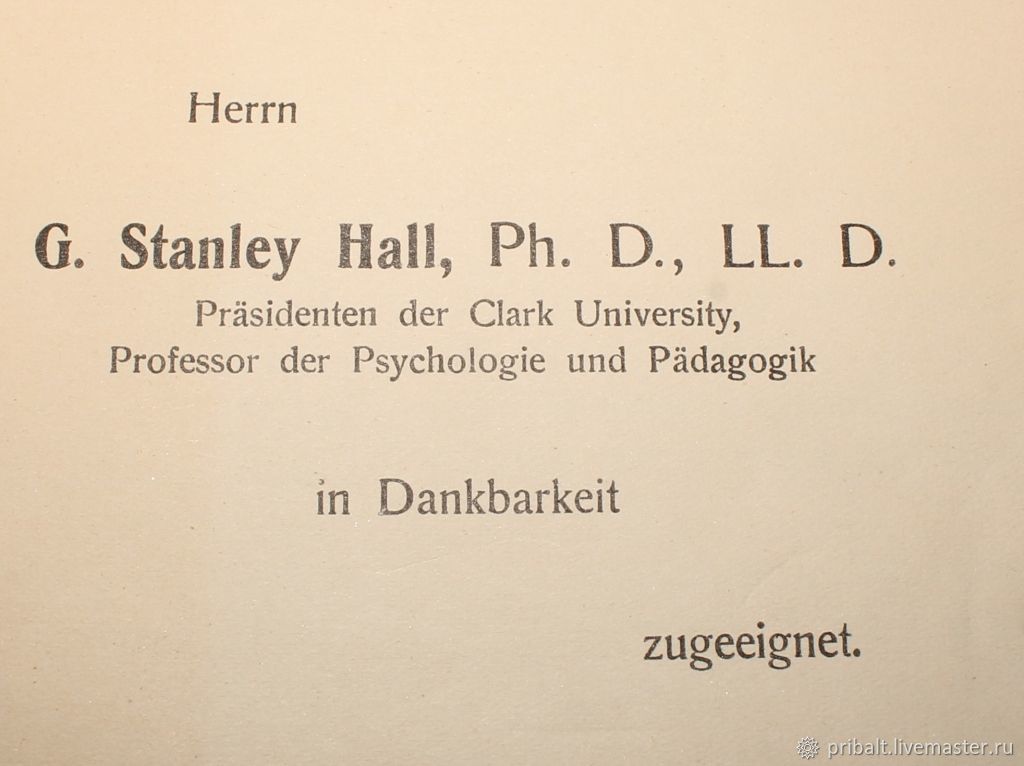 Herrn
G. Stanley Hall, Ph. D., LL. D.
Präsidenten der Clark University,
Professor der Psychologie und Pädagogik
in Dankbarkeit
zugeeignet.
pribalt.livemaster.ru